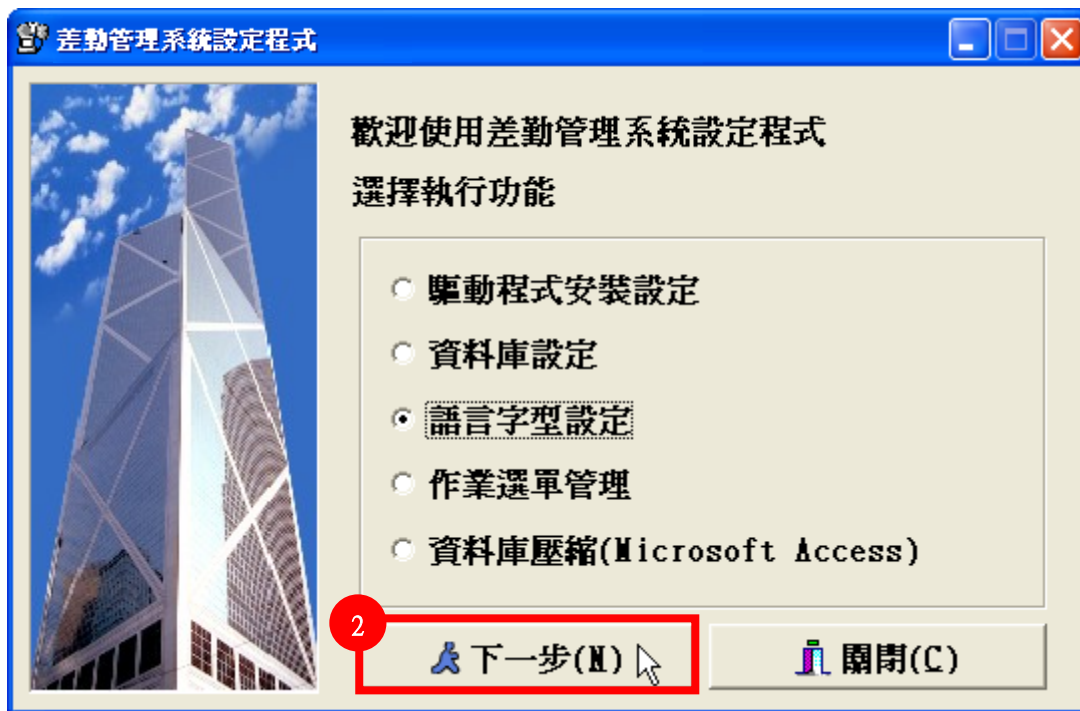 差勤管理系統設定程式
歡迎使用差勤管理系統設定程式
選擇執行功能
驅動程式安裝設定
資料庫設定
語言字型設定
作業選單管理
資料庫壓縮(Microsoft Access)
2
下一步(N)
關閉(C)